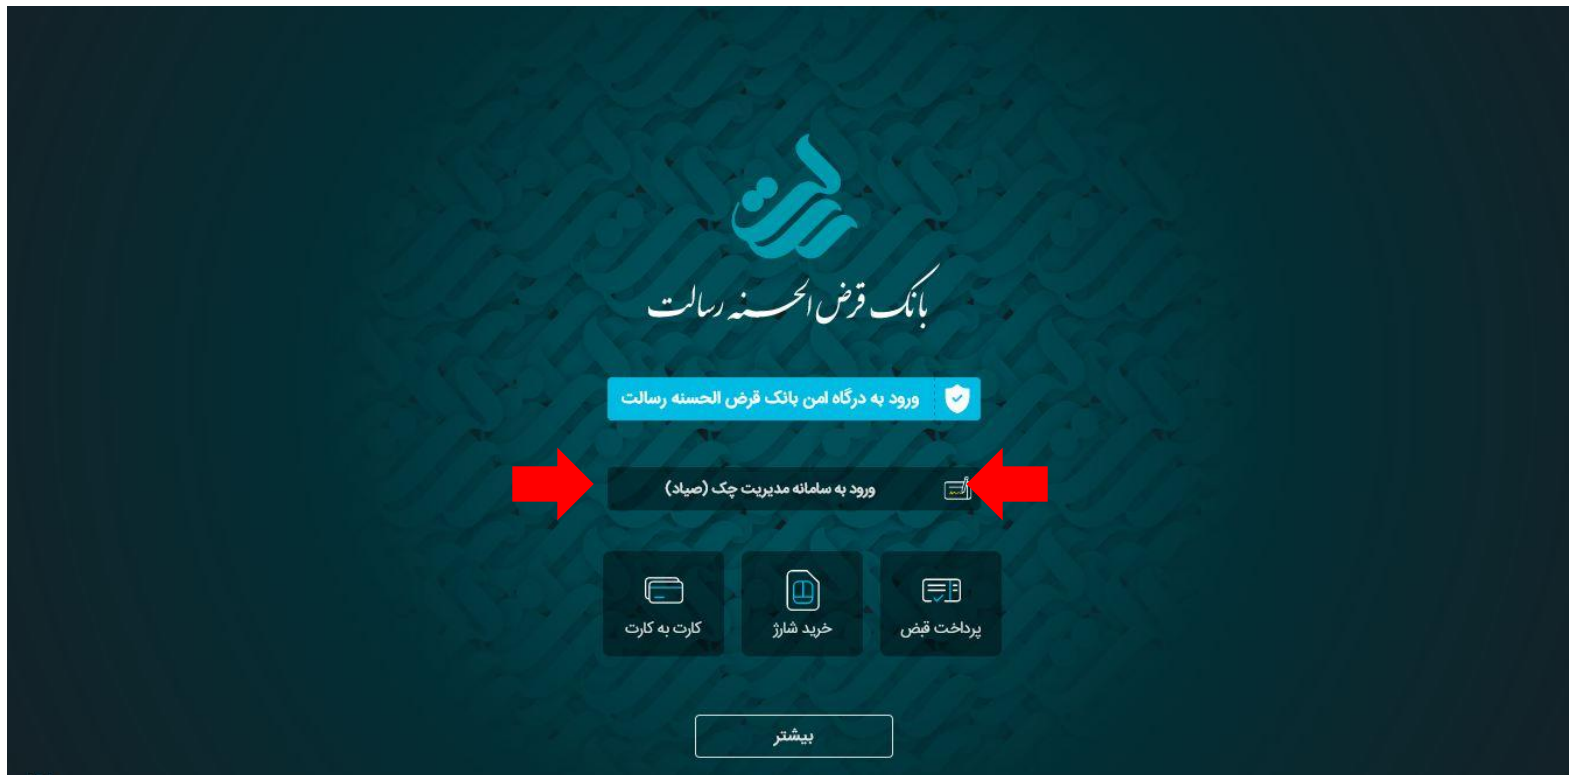 رسالت
بانک قرض الحسنه رسالت
ورود به درگاه امن بانک قرض الحسنه رسالت
ورود به سامانه مدیریت چک (صیاد)
پرداخت قبض
خرید شارژ
کارت به کارت
بیشتر